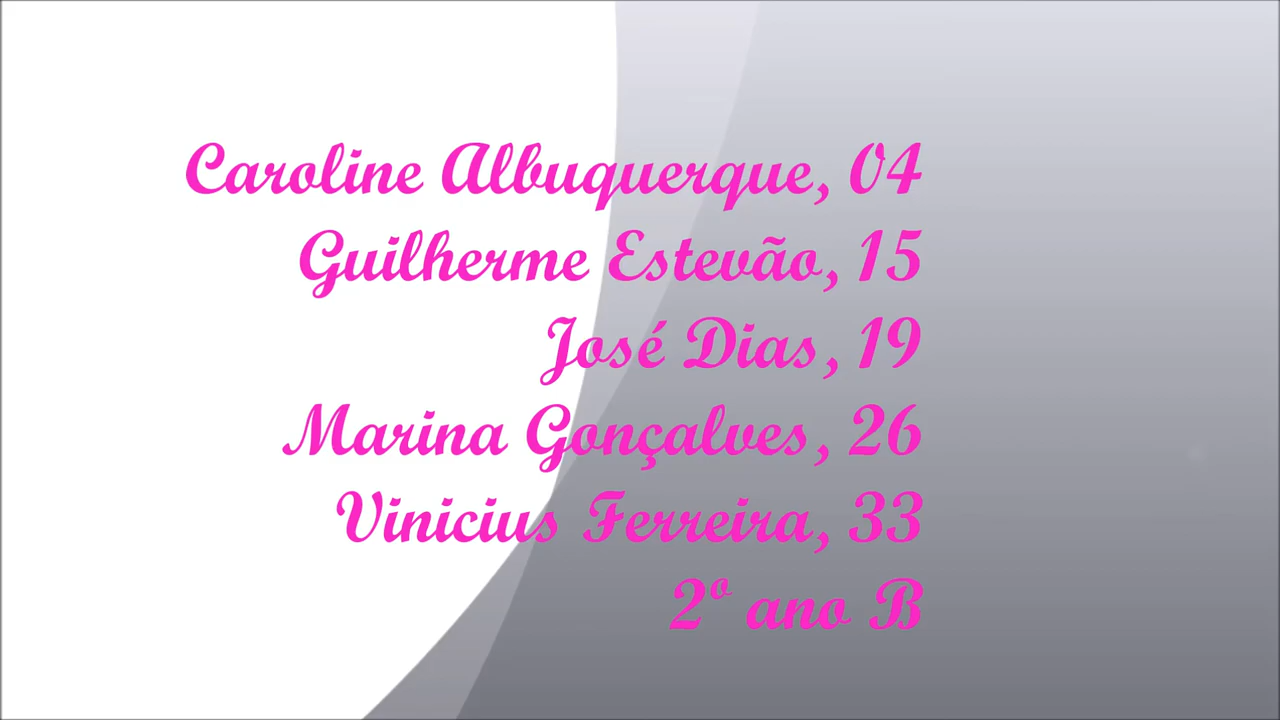 Caroline Albuquerque, 04
Guilherme Estevão, 15
José Dias, 19
Marina Gonçalves, 26
Vinicius Ferreira, 33
2º ano B